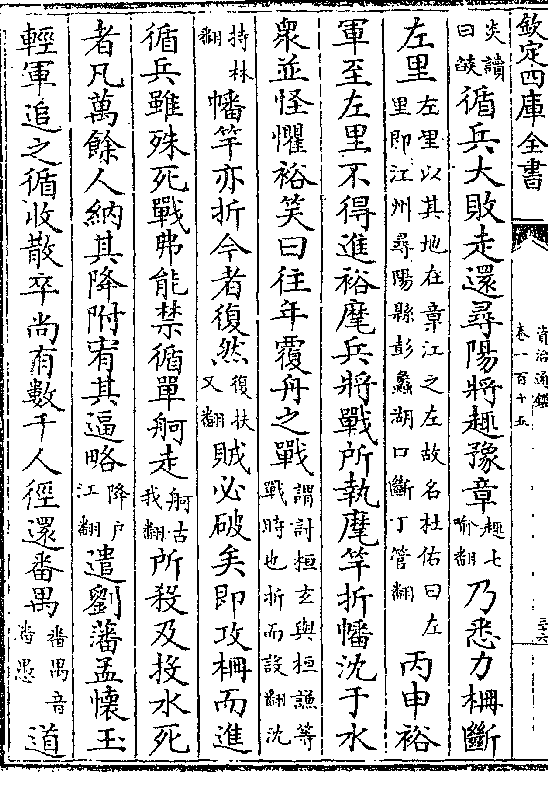 欽定四庫全書
資治通鑑
卷一百十五
炎讀曰燄循兵大敗走還尋陽將趣豫章趣七喻翻乃悉力柵斷
左里左里以其地在章江之左故名杜佑曰左里即江州尋陽縣彭蠡湖口斷丁管翻丙申裕
軍至左里不得進裕麾兵將戰所執麾竿折幡沈于水
衆並怪懼裕笑曰往年覆舟之戰謂討桓玄與桓謙等戰時也折而設翻沈
持林翻幡竿亦折今者復然復扶又翻賊必破矣即攻柵而進
循兵雖殊死戰弗能禁循單舸走舸古我翻所殺及投水死
者凡萬餘人納其降附宥其逼略降戶江翻遣劉藩孟懷玉
輕軍追之循收散卒尚有數千人徑還番禺番禺音潘愚道